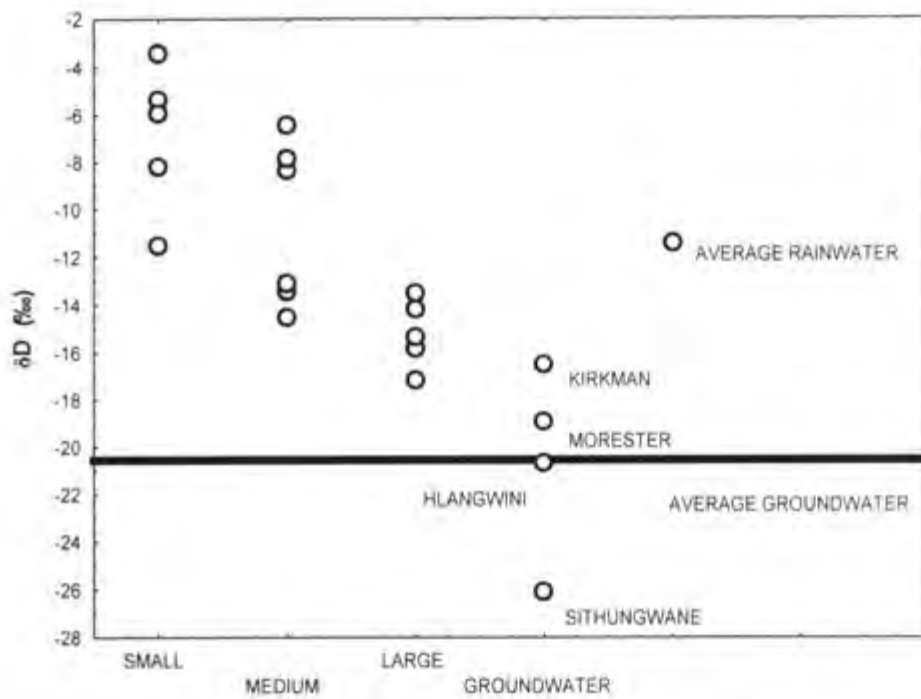 -2
-4
-6
-8
-10
-12
-14
-16
-18
-20
-22
-24
-26
-28
δD (‰)
AVERAGE RAINWATER
KIRKMAN
MORESTER
HLANGWINI
AVERAGE GROUNDWATER
SITHUNGWANE
SMALL
LARGE
MEDIUM
GROUNDWATER